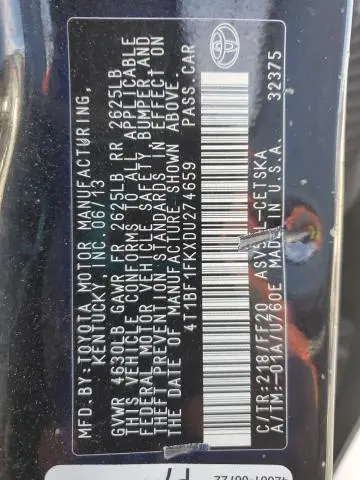 MFD.BY:TOYOTA MOTOR MANUFACTURING,
KENTUCKY, INC. 06/13
GVWR 4630LB GAWR FR 2625LB RR 2625LB
THIS VEHICLE CONFORMS TO ALL APPLICABLE
FEDERAL MOTOR VEHICLE SAFETY, BUMPER, AND
THEFT PREVENTION STANDARDS IN EFFECT ON
THE DATE OF MANUFACTURE SHOWN ABOVE.
4T1BF1FKXDU274659 PASS. CAR
C/TR:218/FF20 L-CETSKA
A/TM:-01A/U760E MADE IN U.S.A. 32375